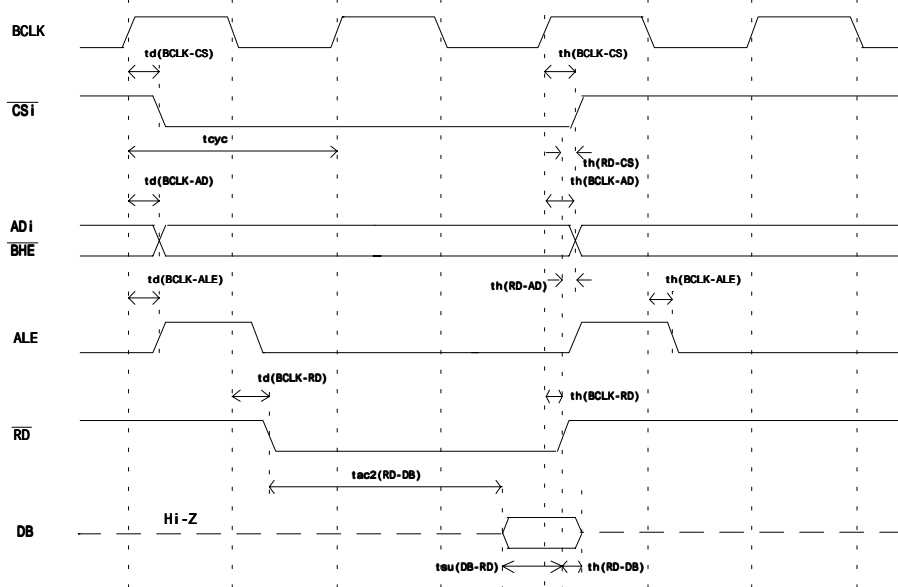 BCLK
td(BCLK-CS)
th(BCLK-CS)
CSi
tcyc
th(RD-CS)
td(BCLK-AD)
th(BCLK-AD)
ADi
BHE
td(BCLK-ALE)
th(RD-AD)
th(BCLK-ALE)
ALE
td(BCLK-RD)
th(BCLK-RD)
RD
tac2(RD-DB)
Hi-Z
DB
tsu(DB-RD)
th(RD-DB)